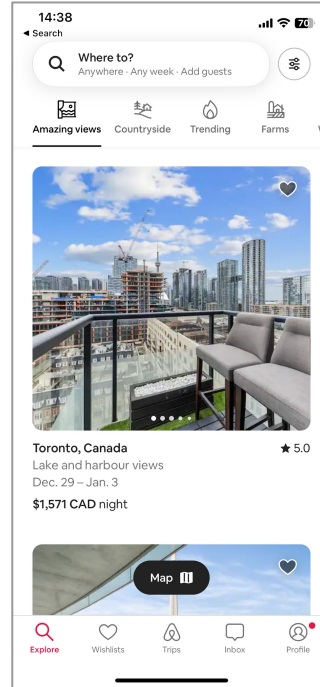 14:38
70
◀ Search
Where to?
Anywhere · Any week · Add guests
Amazing views
Countryside
Trending
Farms
Toronto, Canada
★ 5.0
Lake and harbour views
Dec. 29 – Jan. 3
$1,571 CAD night
Map
Explore
Wishlists
Trips
Inbox
Profile